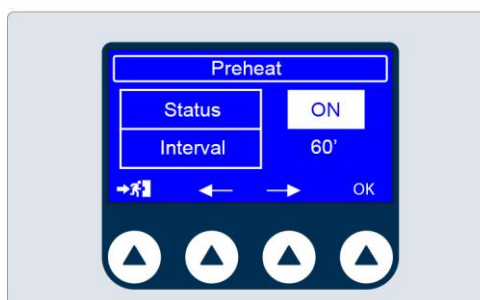 Preheat
Status ON
Interval 60’
OK